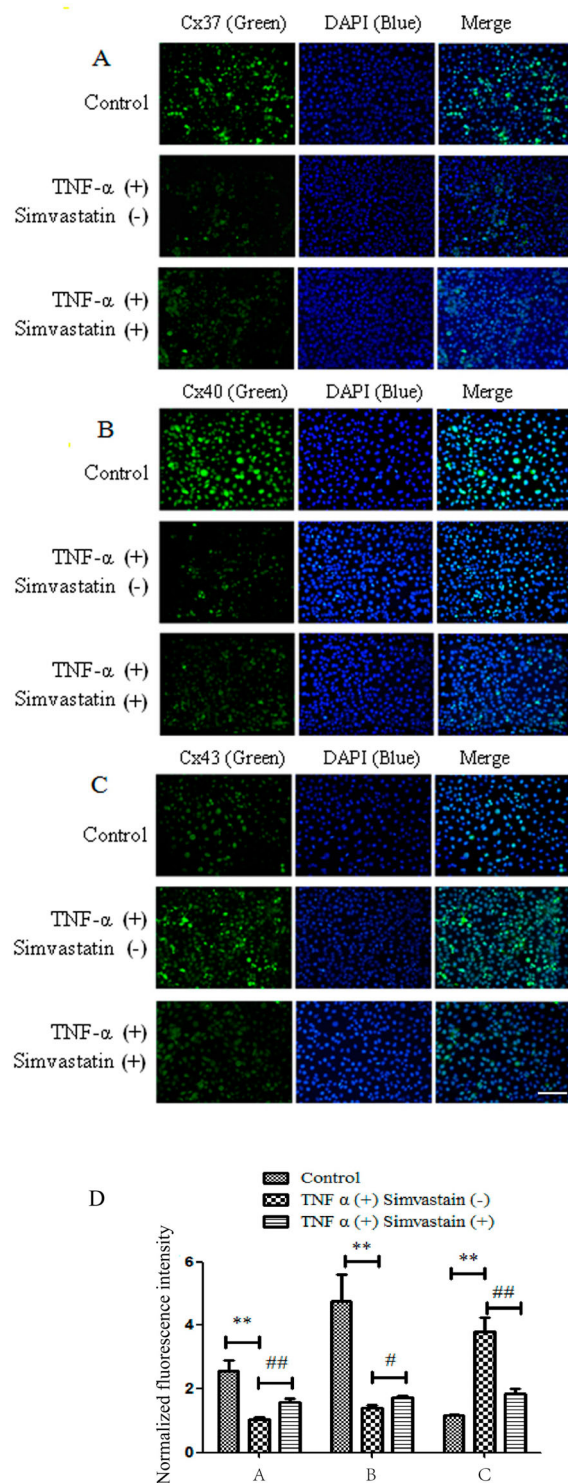 Cx37 (Green) DAPI (Blue) Merge
A
Control
TNF-α (+)
Simvastatin (-)
TNF-α (+)
Simvastatin (+)
Cx40 (Green) DAPI (Blue) Merge
B
Control
TNF-α (+)
Simvastatin (-)
TNF-α (+)
Simvastatin (+)
Cx43 (Green) DAPI (Blue) Merge
C
Control
TNF-α (+)
Simvastatin (-)
TNF-α (+)
Simvastatin (+)
D
Control
TNF α (+) Simvastain (-)
TNF α (+) Simvastain (+)
Normalized fluorescence intensity
6
4
2
0
** ## ** # ** ##
A B C